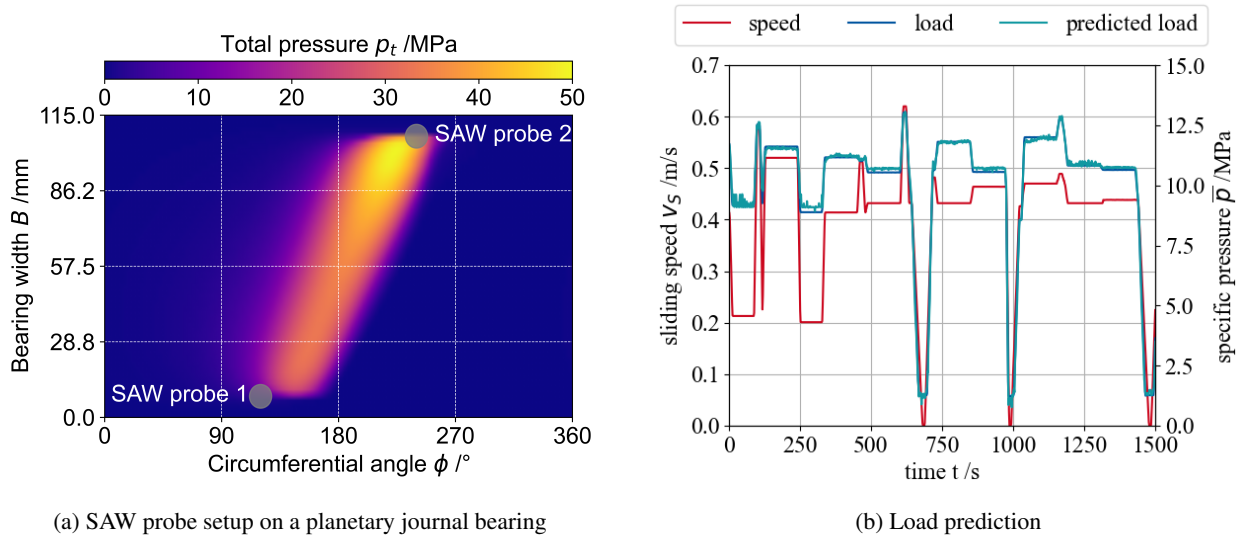 Total pressure pt /MPa
0 10 20 30 40 50
115.0
86.2
57.5
28.8
0.0
Bearing width B /mm
SAW probe 2
SAW probe 1
0 90 180 270 360
Circumferential angle ϕ /°
(a) SAW probe setup on a planetary journal bearing
speed load predicted load
0.7
0.6
0.5
0.4
0.3
0.2
0.1
0.0
sliding speed vS /m/s
15.0
12.5
10.0
7.5
5.0
2.5
0.0
specific pressure p̅ /MPa
0 250 500 750 1000 1250 1500
time t /s
(b) Load prediction